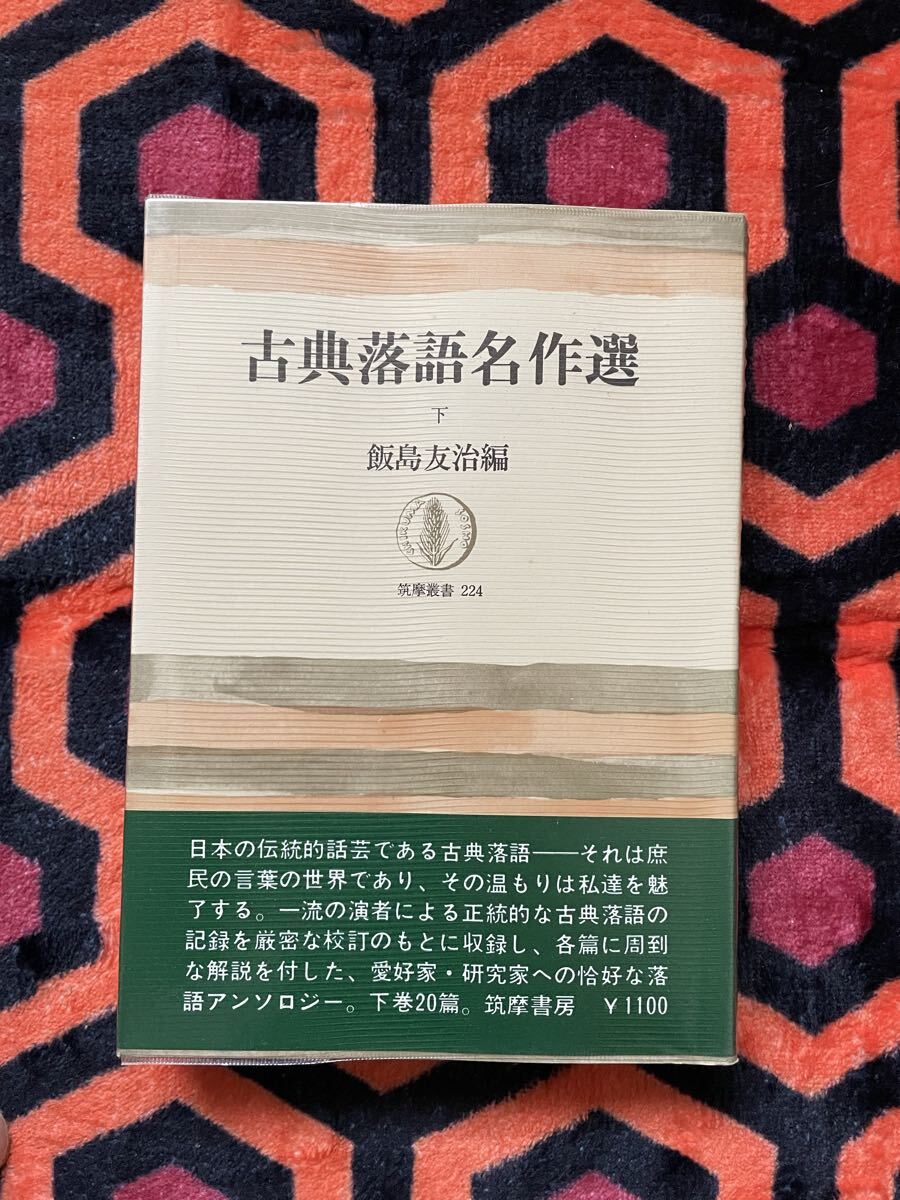 古典落語名作選
下
飯島友治編
CHIKUMA SOSHO
筑摩叢書 224
日本の伝統的話芸である古典落語――それは庶
民の言葉の世界であり、その温もりは私達を魅
了する。一流の演者による正統的な古典落語の
記録を厳密な校訂のもとに収録し、各篇に周到
な解説を付した、愛好家・研究家への恰好な落
語アンソロジー。下巻20篇。筑摩書房 ￥1100